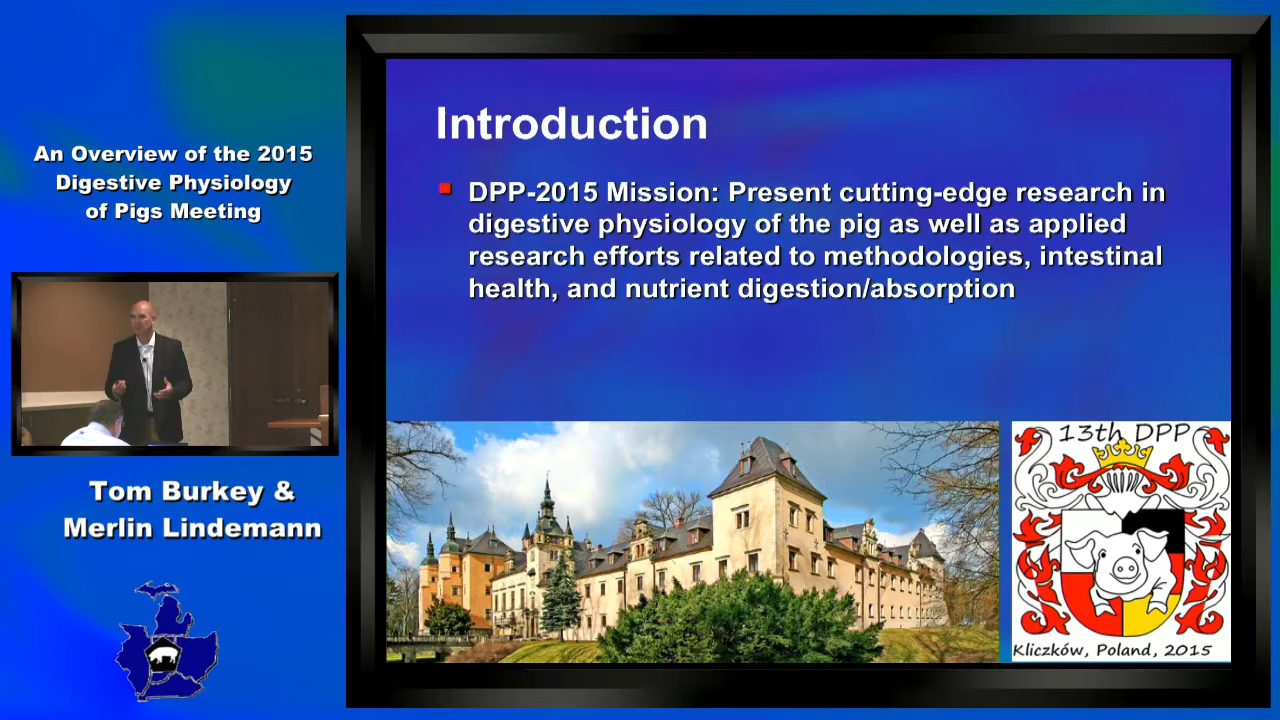 An Overview of the 2015
Digestive Physiology
of Pigs Meeting
Tom Burkey &
Merlin Lindemann
Introduction
DPP-2015 Mission: Present cutting-edge research in
digestive physiology of the pig as well as applied
research efforts related to methodologies, intestinal
health, and nutrient digestion/absorption
13th DPP
Kliczków, Poland, 2015